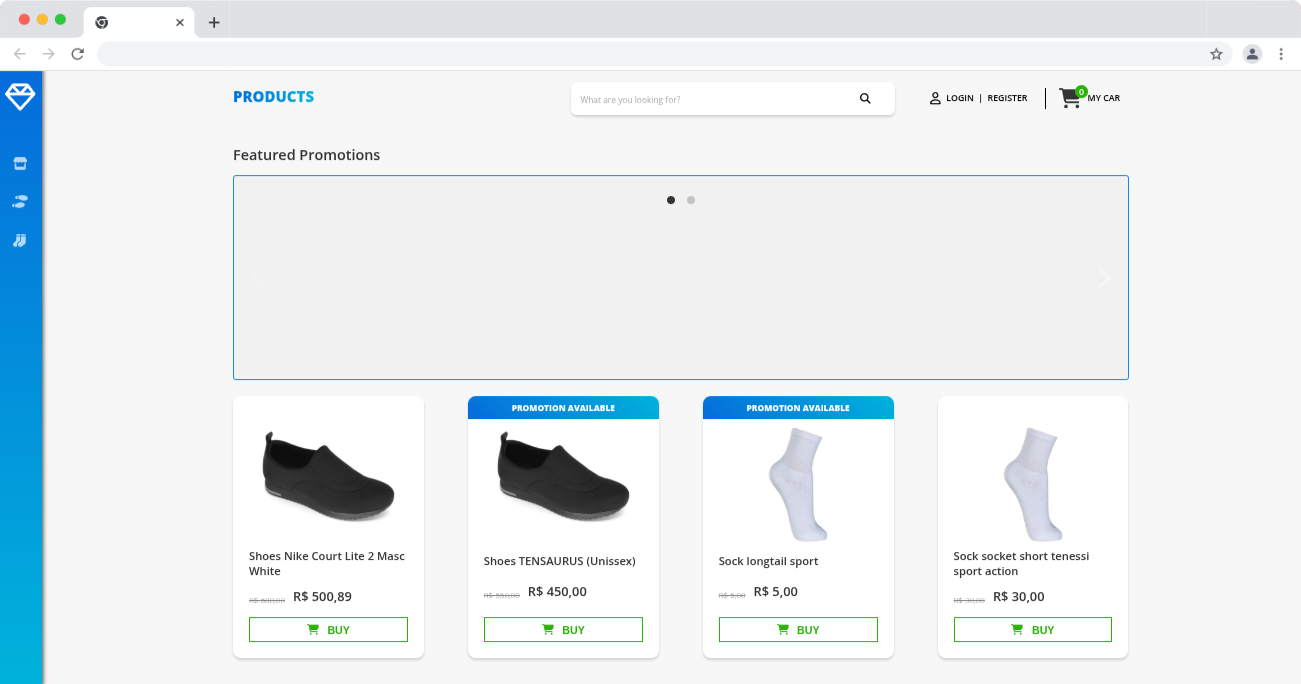 PRODUCTS
What are you looking for?
LOGIN | REGISTER
0
MY CAR
Featured Promotions
PROMOTION AVAILABLE
PROMOTION AVAILABLE
Shoes Nike Court Lite 2 Masc
White
R$ 600,00 R$ 500,89
BUY
Shoes TENSAURUS (Unissex)
R$ 550,00 R$ 450,00
BUY
Sock longtail sport
R$ 5,00 R$ 5,00
BUY
Sock socket short tenessi
sport action
R$ 30,00 R$ 30,00
BUY